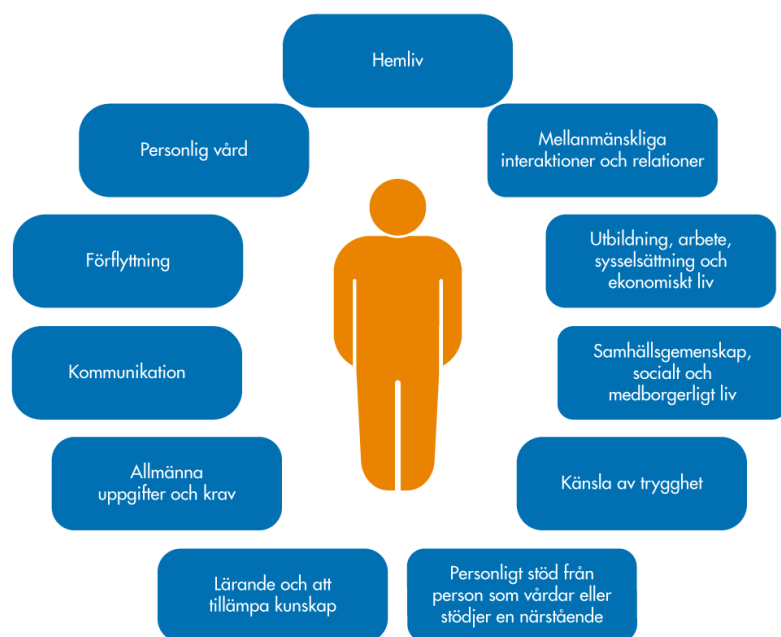 Hemliv
Personlig vård
Mellanmänskliga
interaktioner och relationer
Förflyttning
Utbildning, arbete,
sysselsättning och
ekonomiskt liv
Kommunikation
Samhällsgemenskap,
socialt och
medborgerligt liv
Allmänna
uppgifter och krav
Känsla av trygghet
Lärande och att
tillämpa kunskap
Personligt stöd från
person som vårdar eller
stödjer en närstående